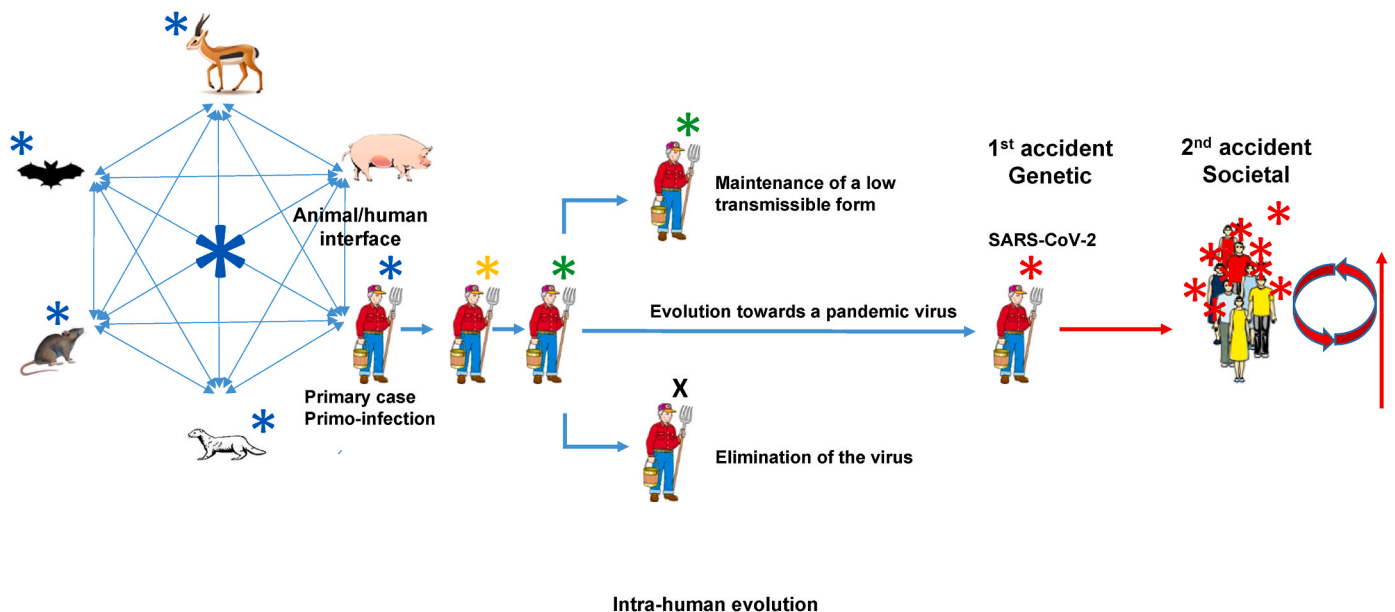 Animal/human
interface
Primary case
Primo-infection
Maintenance of a low
transmissible form
X
Elimination of the virus
Evolution towards a pandemic virus
1st accident
Genetic
SARS-CoV-2
2nd accident
Societal
Intra-human evolution